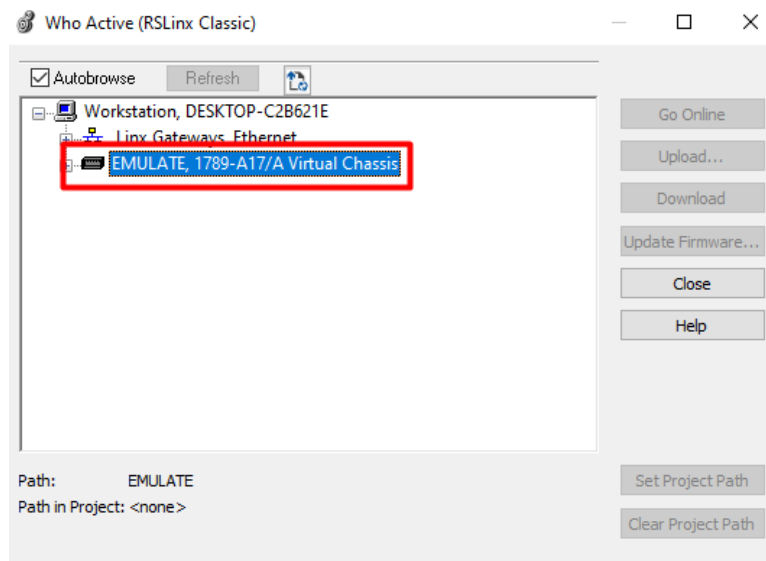 Who Active (RSLinx Classic)
Autobrowse Refresh
Workstation, DESKTOP-C2B621E
Linx Gateways, Ethernet
EMULATE, 1789-A17/A Virtual Chassis
Go Online
Upload...
Download
Update Firmware...
Close
Help
Path: EMULATE
Path in Project: <none>
Set Project Path
Clear Project Path